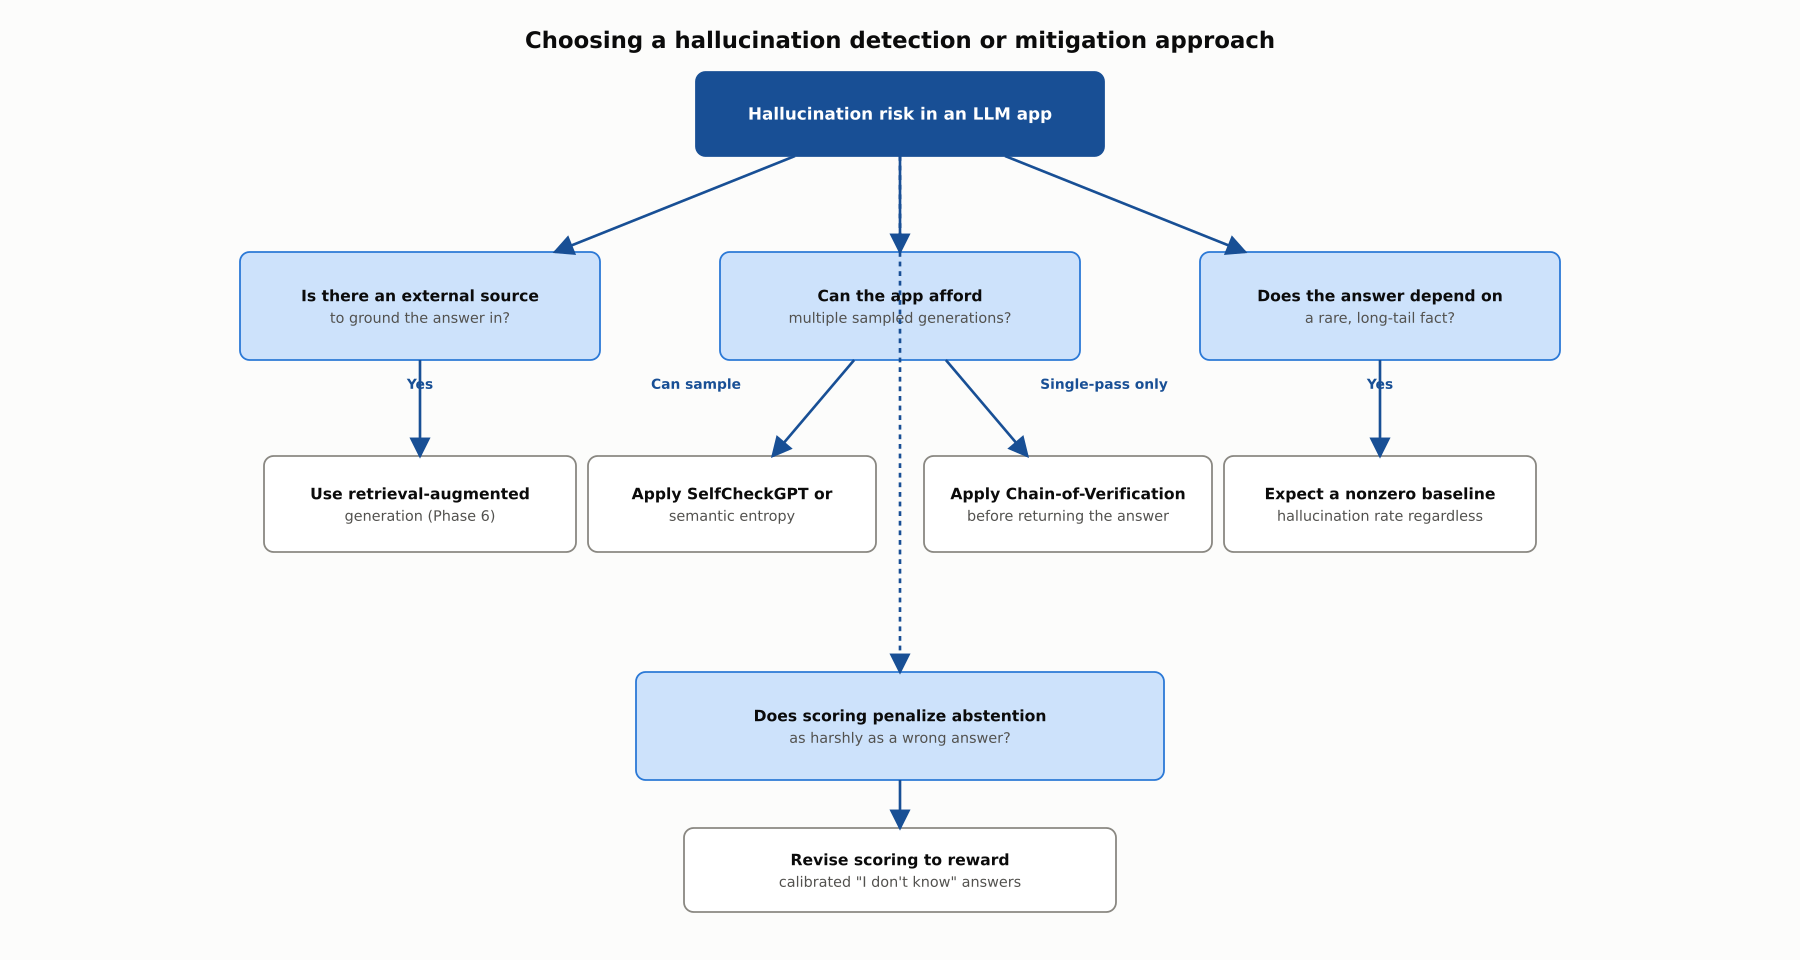 Choosing a hallucination detection or mitigation approach
Hallucination risk in an LLM app
Is there an external source
to ground the answer in?
Can the app afford
multiple sampled generations?
Does the answer depend on
a rare, long-tail fact?
Yes
Can sample
Single-pass only
Yes
Use retrieval-augmented
generation (Phase 6)
Apply SelfCheckGPT or
semantic entropy
Apply Chain-of-Verification
before returning the answer
Expect a nonzero baseline
hallucination rate regardless
Does scoring penalize abstention
as harshly as a wrong answer?
Revise scoring to reward
calibrated "I don't know" answers